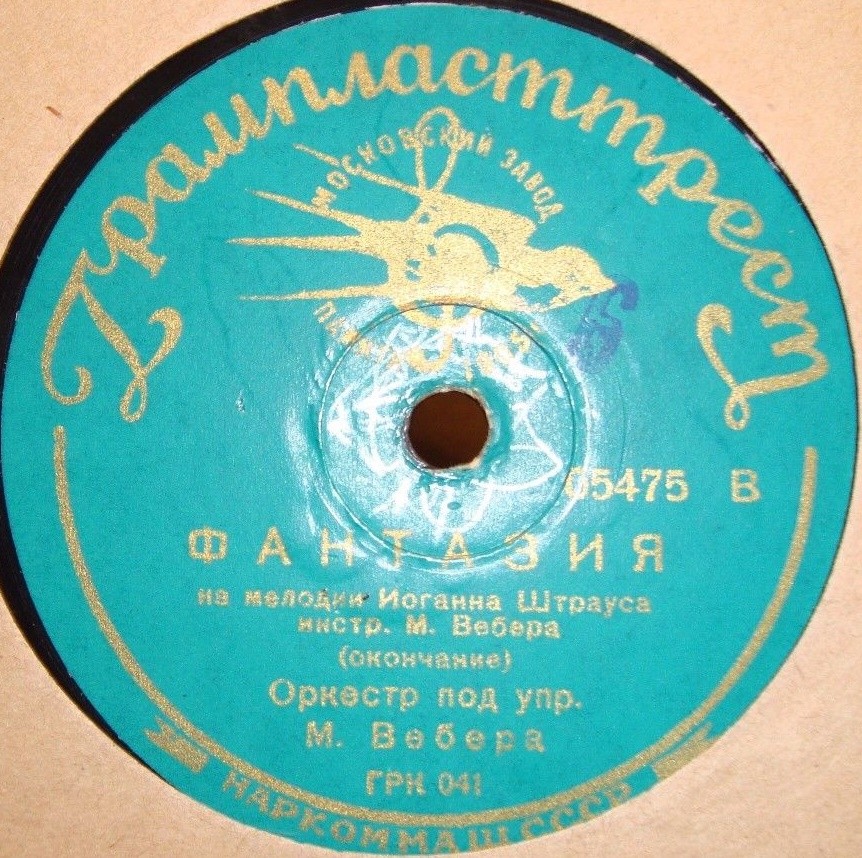 Грампласттрест
МОСКОВСКИЙ ЗАВОД
05475 В
ФАНТАЗИЯ
на мелодии Иоганна Штрауса
инстр. М. Вебера
(окончание)
Оркестр под упр.
М. Вебера
ГРК 041
НАРКОММАШ СССР